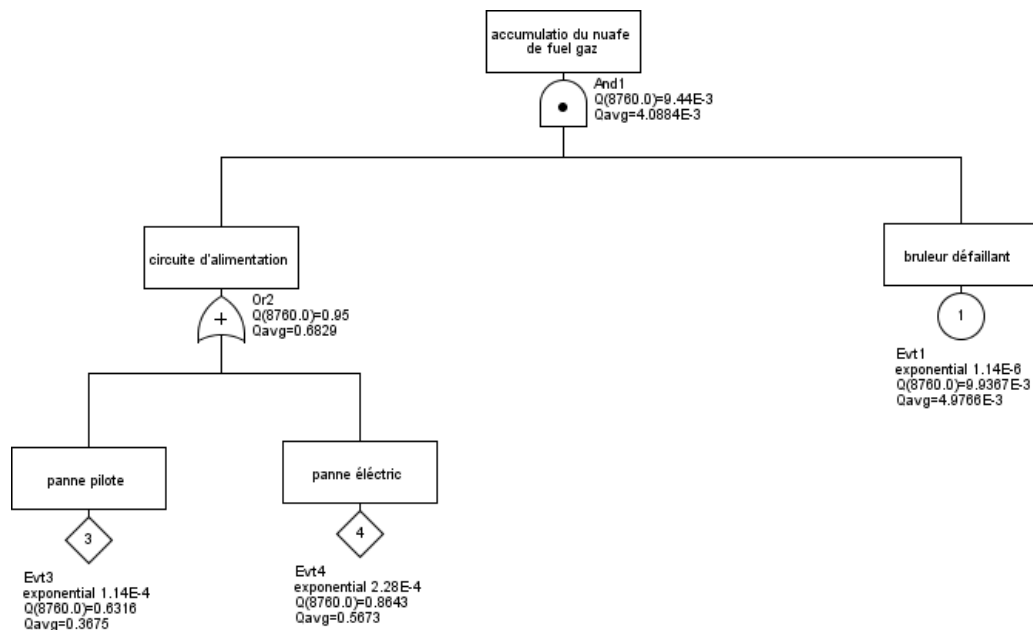 accumulatio du nuafe
de fuel gaz
And1
Q(8760.0)=9.44E-3
Qavg=4.0884E-3
circuite d'alimentation
Or2
Q(8760.0)=0.95
Qavg=0.6829
+
bruleur défaillant
1
Evt1
exponential 1.14E-6
Q(8760.0)=9.9367E-3
Qavg=4.9766E-3
panne pilote
3
Evt3
exponential 1.14E-4
Q(8760.0)=0.6316
Qavg=0.3675
panne éléctric
4
Evt4
exponential 2.28E-4
Q(8760.0)=0.8643
Qavg=0.5673